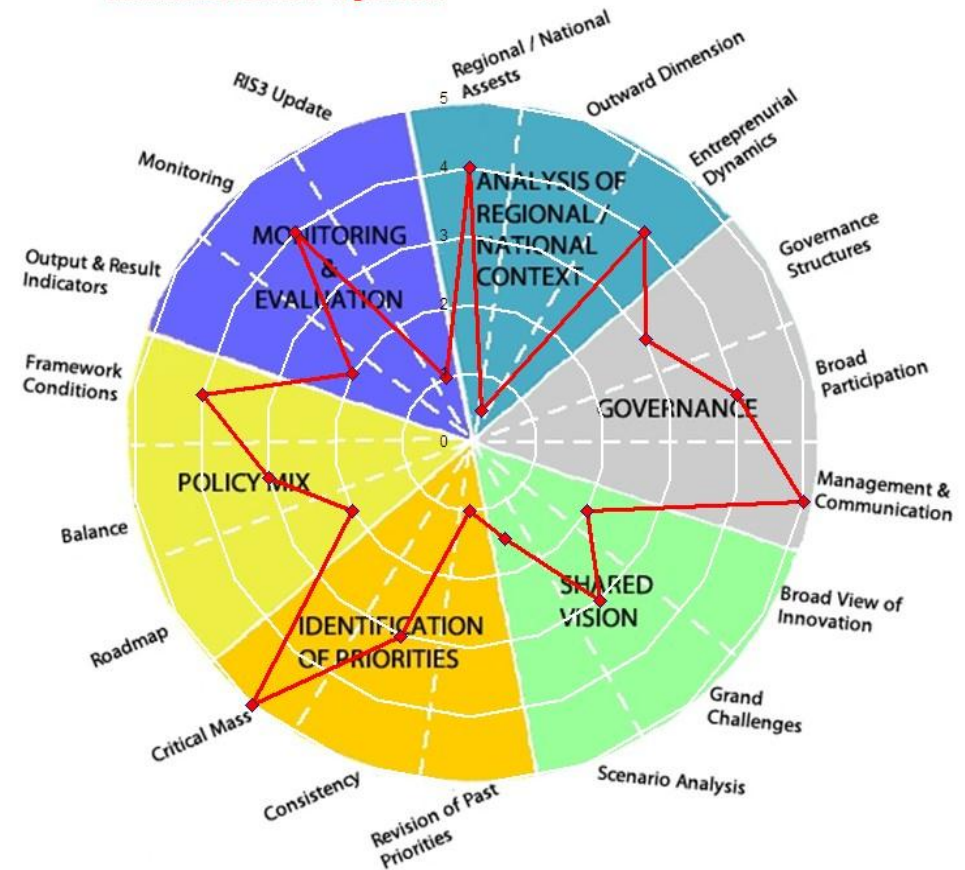 Regional / National
Assests
Outward Dimension
Entreprenurial
Dynamics
Governance
Structures
Broad
Participation
Management &
Communication
Broad View of
Innovation
Grand
Challenges
Scenario Analysis
Revision of Past
Priorities
Consistency
Critical Mass
Roadmap
Balance
Framework
Conditions
Output & Result
Indicators
Monitoring
RIS3 Update
5
4
3
2
1
0
ANALYSIS OF
REGIONAL /
NATIONAL
CONTEXT
GOVERNANCE
SHARED
VISION
IDENTIFICATION
OF PRIORITIES
POLICY MIX
MONITORING
&
EVALUATION